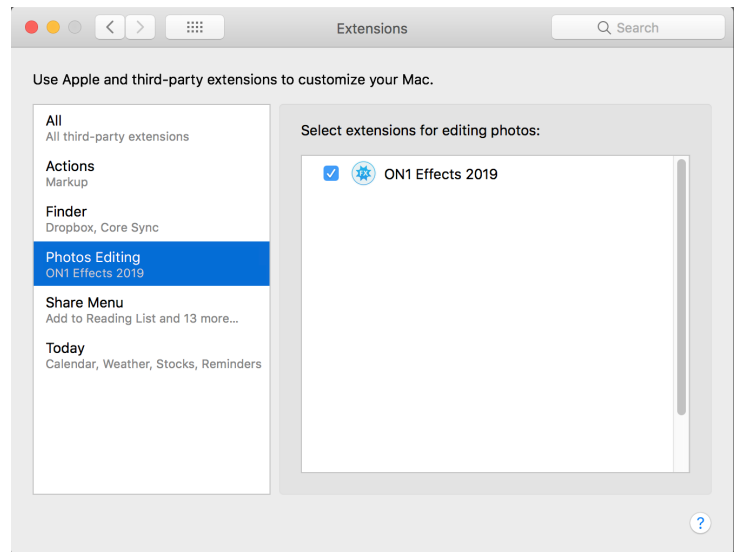 Extensions
Search
Use Apple and third-party extensions to customize your Mac.
All
All third-party extensions
Actions
Markup
Finder
Dropbox, Core Sync
Photos Editing
ON1 Effects 2019
Share Menu
Add to Reading List and 13 more...
Today
Calendar, Weather, Stocks, Reminders
Select extensions for editing photos:
FX ON1 Effects 2019
?